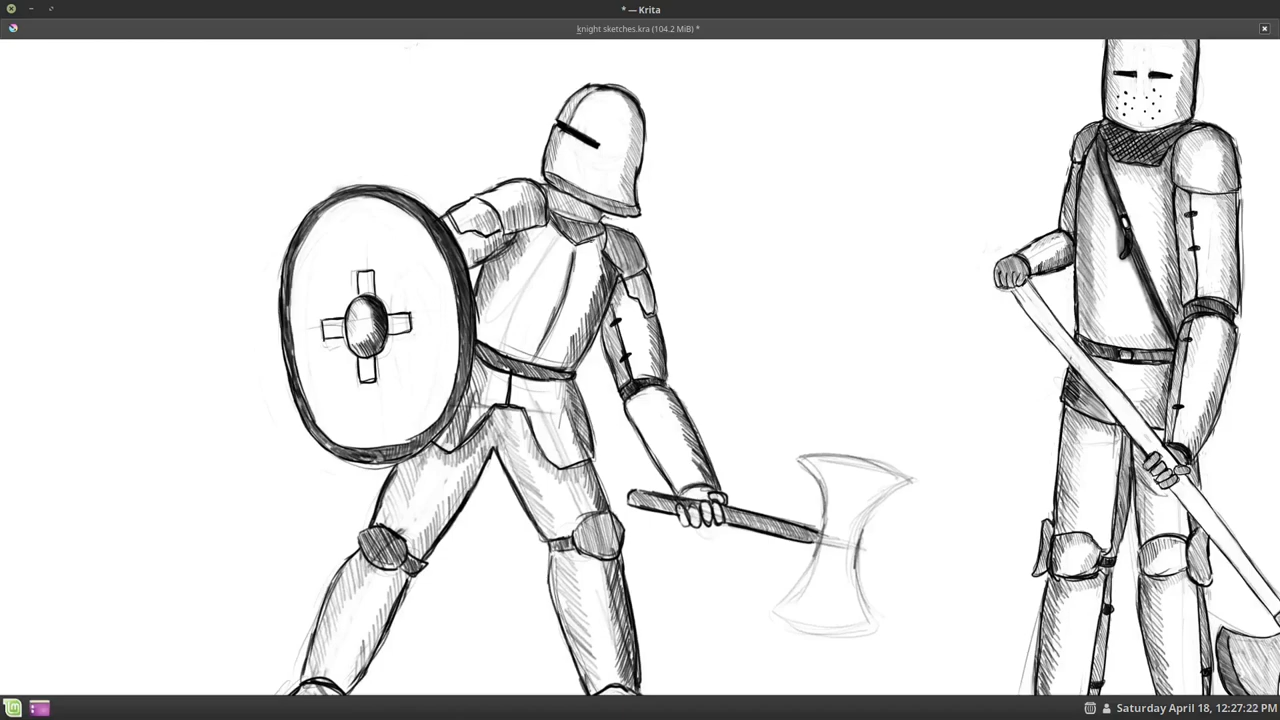 * — Krita
knight sketches.kra (104.2 MiB) *
Saturday April 18, 12:27:22 PM